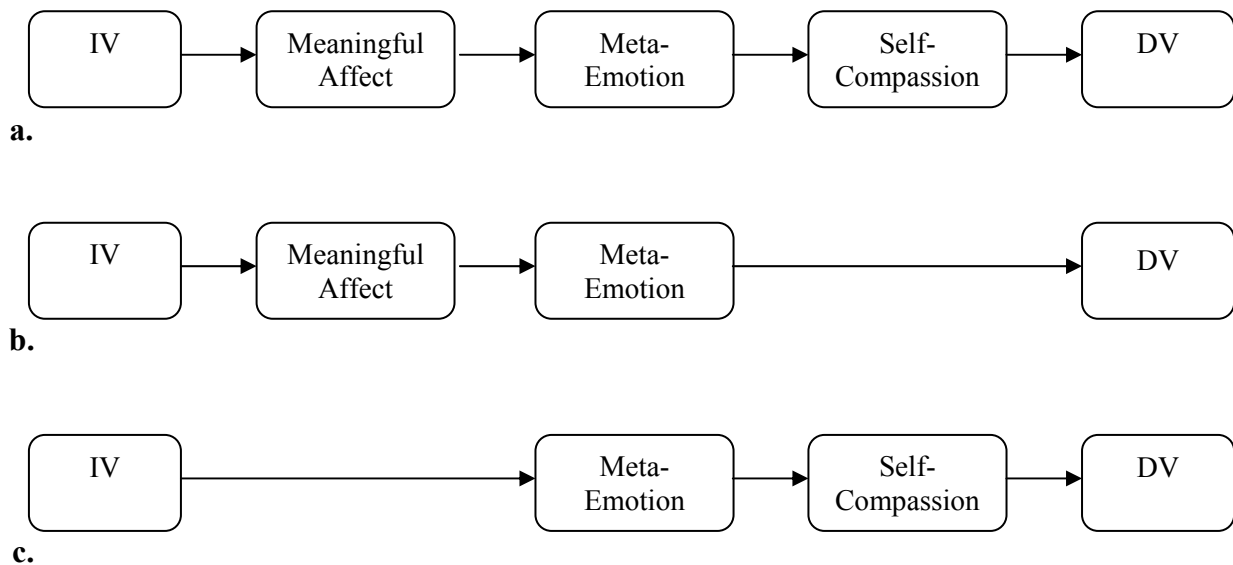 IV
Meaningful
Affect
Meta-
Emotion
Self-
Compassion
DV
a.
IV
Meaningful
Affect
Meta-
Emotion
DV
b.
IV
Meta-
Emotion
Self-
Compassion
DV
c.